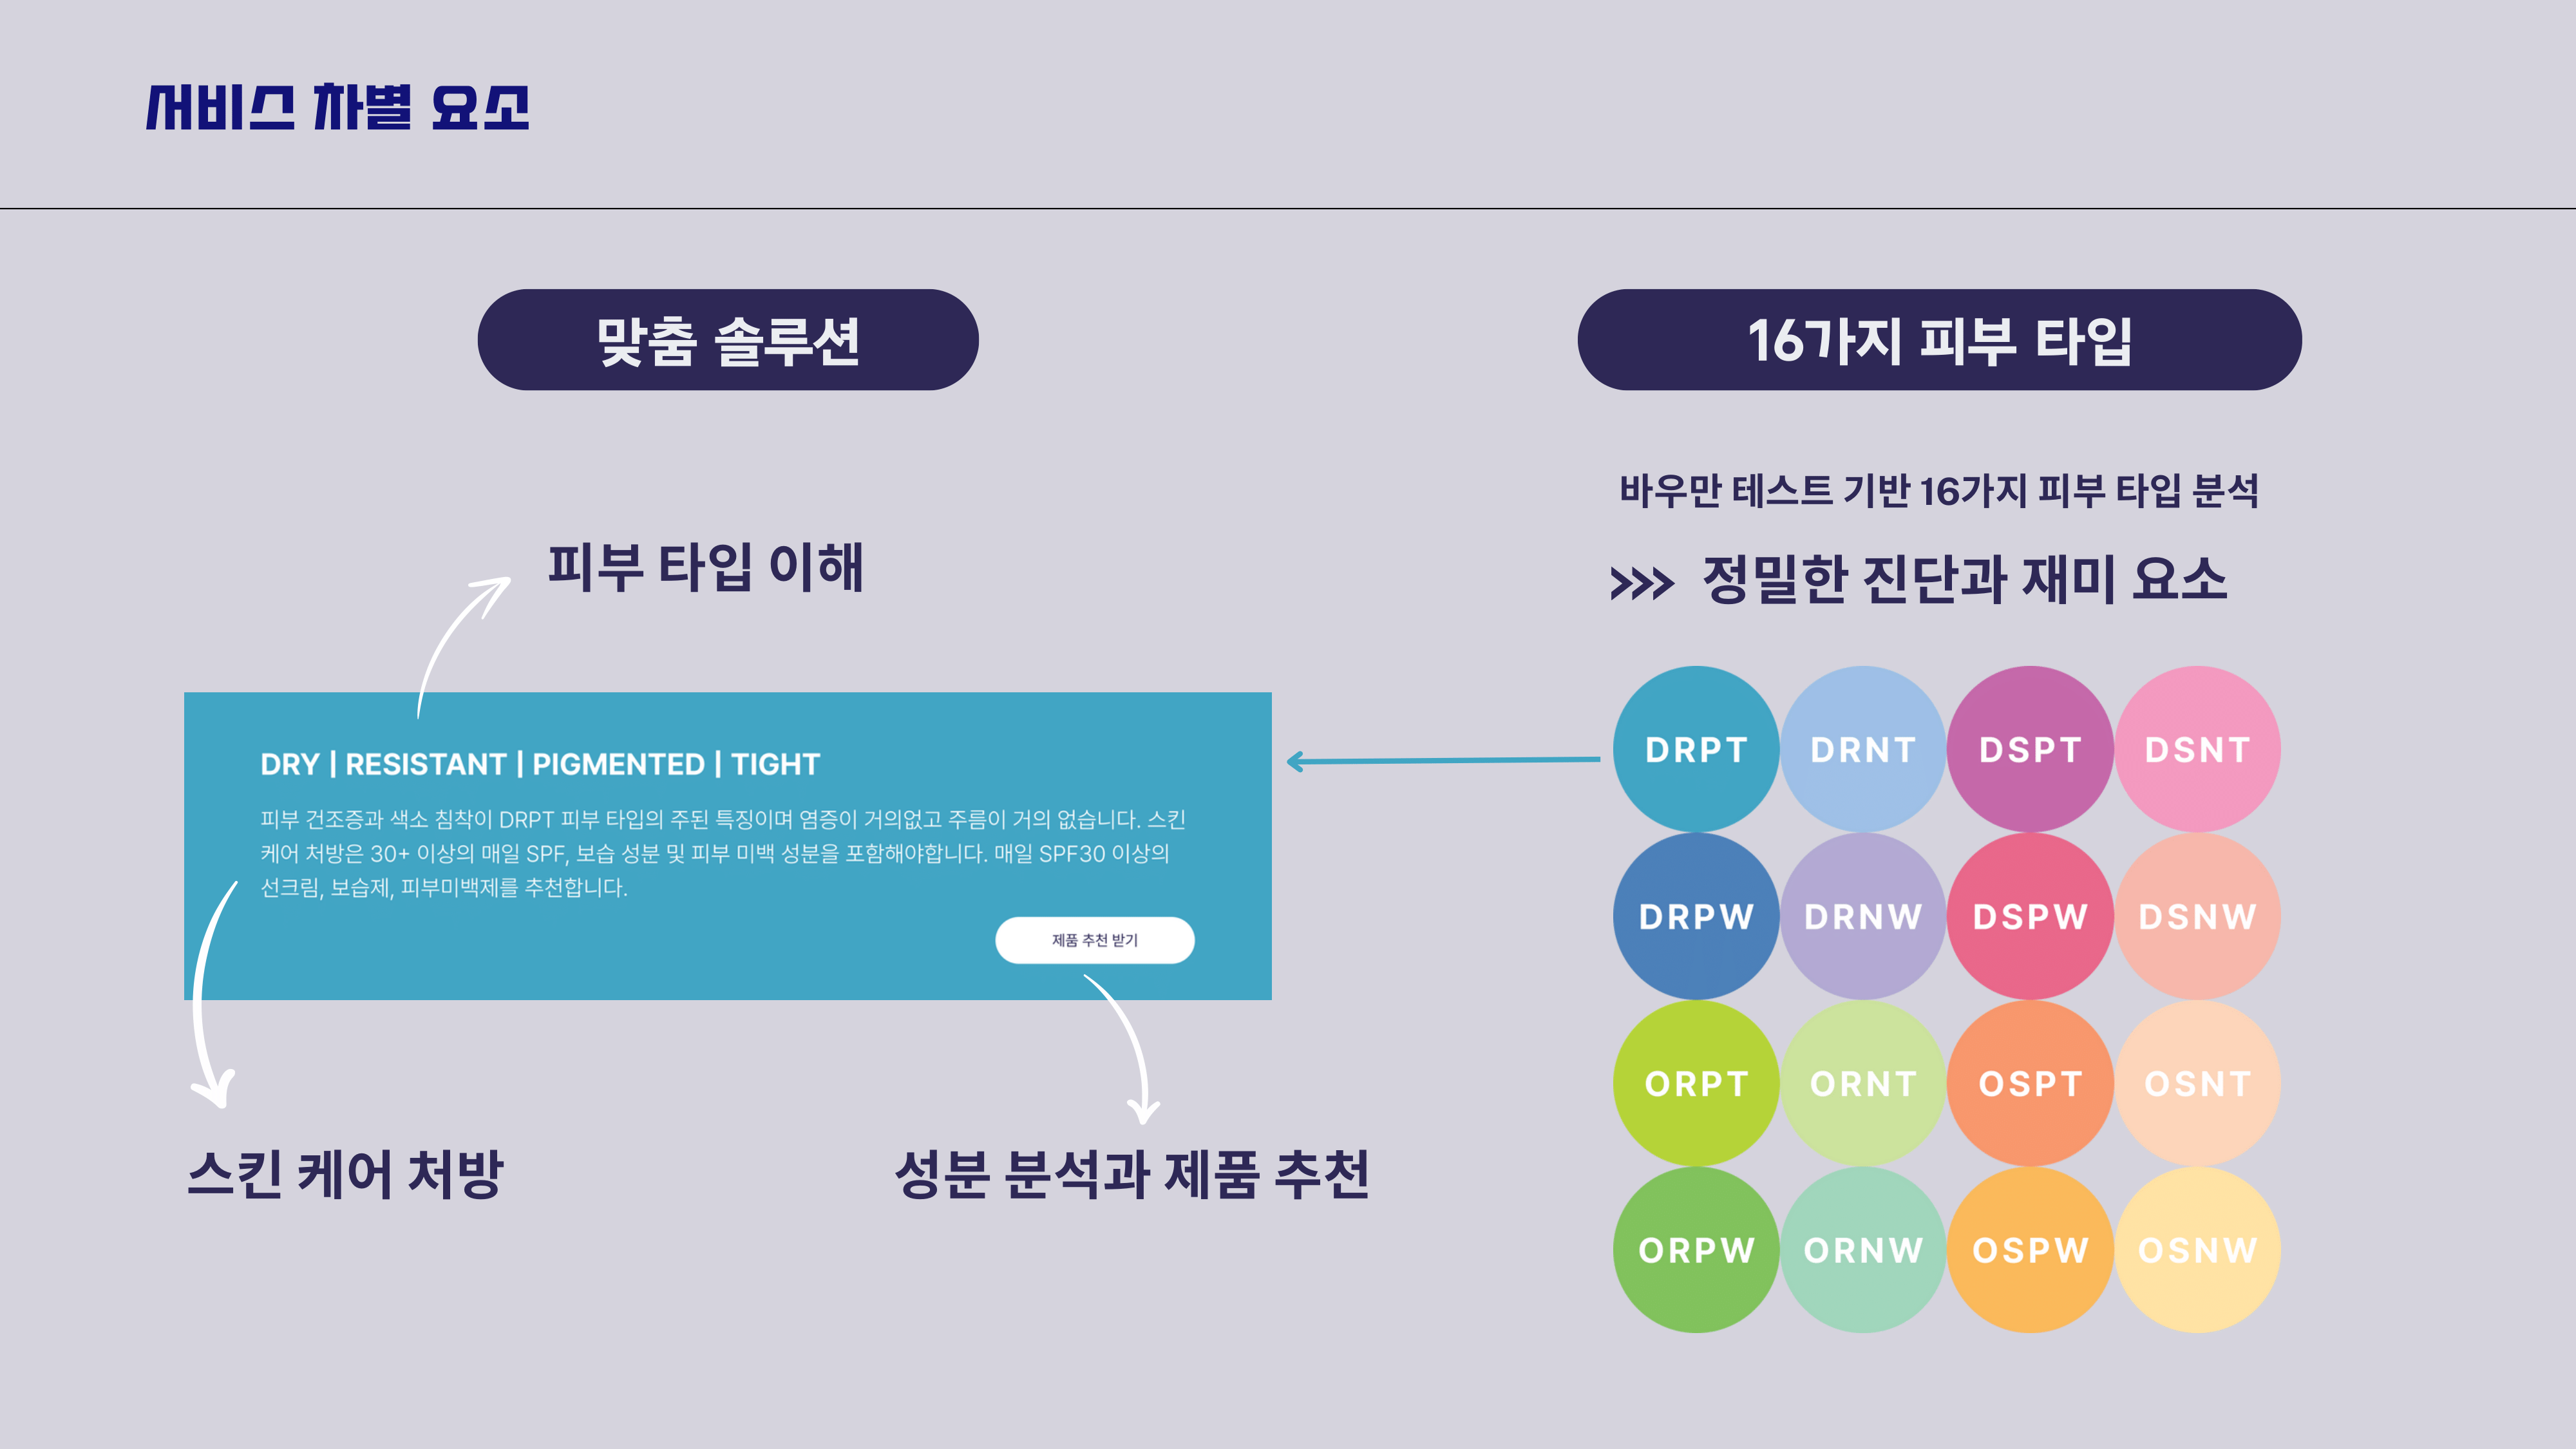 서비스 차별 요소
맞춤 솔루션
피부 타입 이해
DRY | RESISTANT | PIGMENTED | TIGHT
피부 건조증과 색소 침착이 DRPT 피부 타입의 주된 특징이며 염증이 거의없고 주름이 거의 없습니다. 스킨
케어 처방은 30+ 이상의 매일 SPF, 보습 성분 및 피부 미백 성분을 포함해야합니다. 매일 SPF30 이상의
선크림, 보습제, 피부미백제를 추천합니다.
제품 추천 받기
스킨 케어 처방
성분 분석과 제품 추천
16가지 피부 타입
바우만 테스트 기반 16가지 피부 타입 분석
정밀한 진단과 재미 요소
DRPT DRNT DSPT DSNT
DRPW DRNW DSPW DSNW
ORPT ORNT OSPT OSNT
ORPW ORNW OSPW OSNW